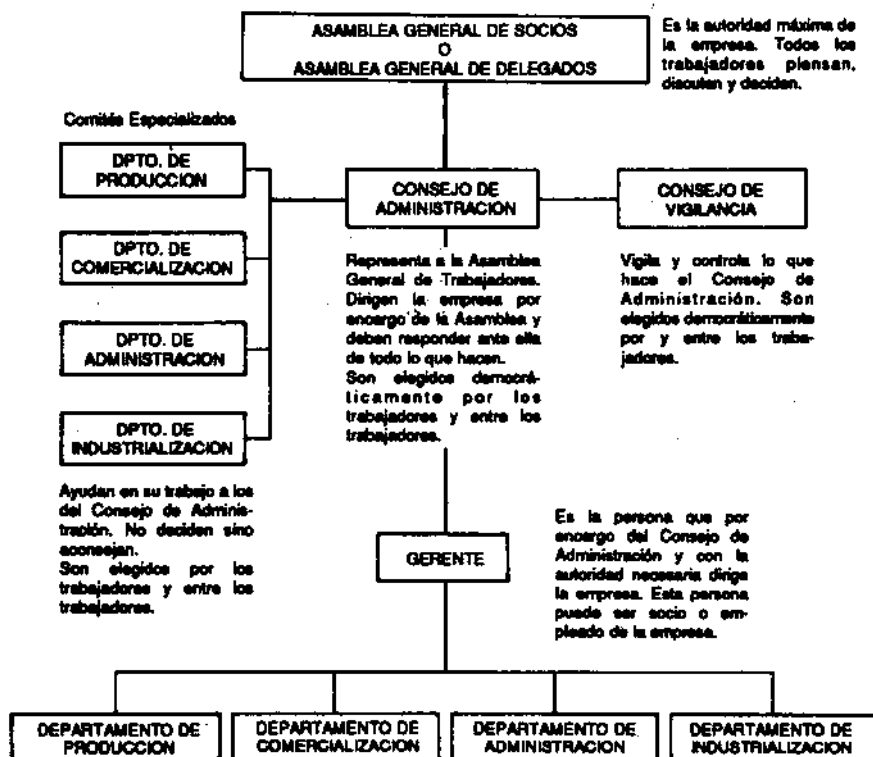 ASAMBLEA GENERAL DE SOCIOS
O
ASAMBLEA GENERAL DE DELEGADOS
Es la autoridad máxima de
la empresa. Todos los
trabajadores piensan,
discuten y deciden.
Comités Especializados
DPTO. DE
PRODUCCION
DPTO. DE
COMERCIALIZACION
DPTO. DE
ADMINISTRACION
DPTO. DE
INDUSTRIALIZACION
Ayudan en su trabajo a los
del Consejo de Adminis-
tración. No deciden sino
aconsejan.
Son elegidos por los
trabajadores y entre los
trabajadores.
CONSEJO DE
ADMINISTRACION
Representa a la Asamblea
General de Trabajadores.
Dirigen la empresa por
encargo de la Asamblea y
deben responder ante ella
de todo lo que hacen.
Son elegidos democrá-
ticamente por los
trabajadores y entre los
trabajadores.
CONSEJO DE
VIGILANCIA
Vigila y controla lo que
hace el Consejo de
Administración. Son
elegidos democráticamente
por y entre los traba-
jadores.
GERENTE
Es la persona que por
encargo del Consejo de
Administración y con la
autoridad necesaria dirige
la empresa. Esta persona
puede ser socio o em-
pleado de la empresa.
DEPARTAMENTO DE
PRODUCCION
DEPARTAMENTO DE
COMERCIALIZACION
DEPARTAMENTO DE
ADMINISTRACION
DEPARTAMENTO DE
INDUSTRIALIZACION